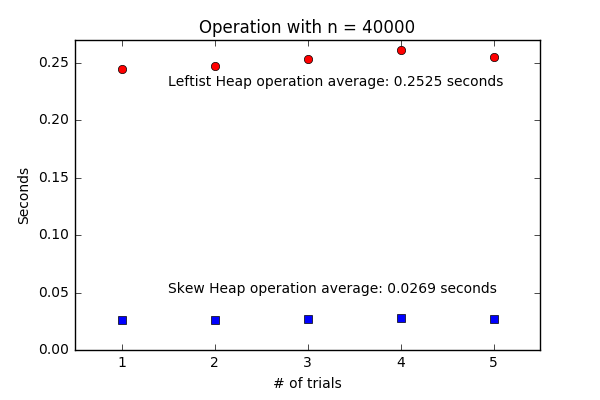 Operation with n = 40000
0.25
Leftist Heap operation average: 0.2525 seconds
0.20
0.15
Seconds
0.10
0.05
Skew Heap operation average: 0.0269 seconds
0.00
1 2 3 4 5
# of trials